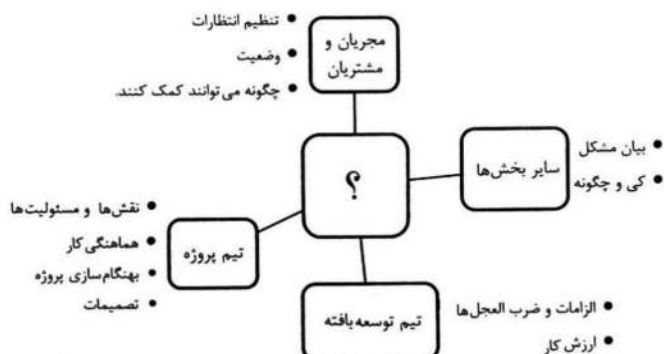 تنظیم انتظارات
وضعیت
چگونه می‌توانند کمک کنند.
مجریان و
مشتریان
بیان مشکل
کی و چگونه
سایر بخش‌ها
؟
نقش‌ها و مسئولیت‌ها
هماهنگی کار
بهنگام‌سازی پروژه
تصمیمات
تیم پروژه
تیم توسعه‌یافته
الزامات و ضرب العجل‌ها
ارزش کار